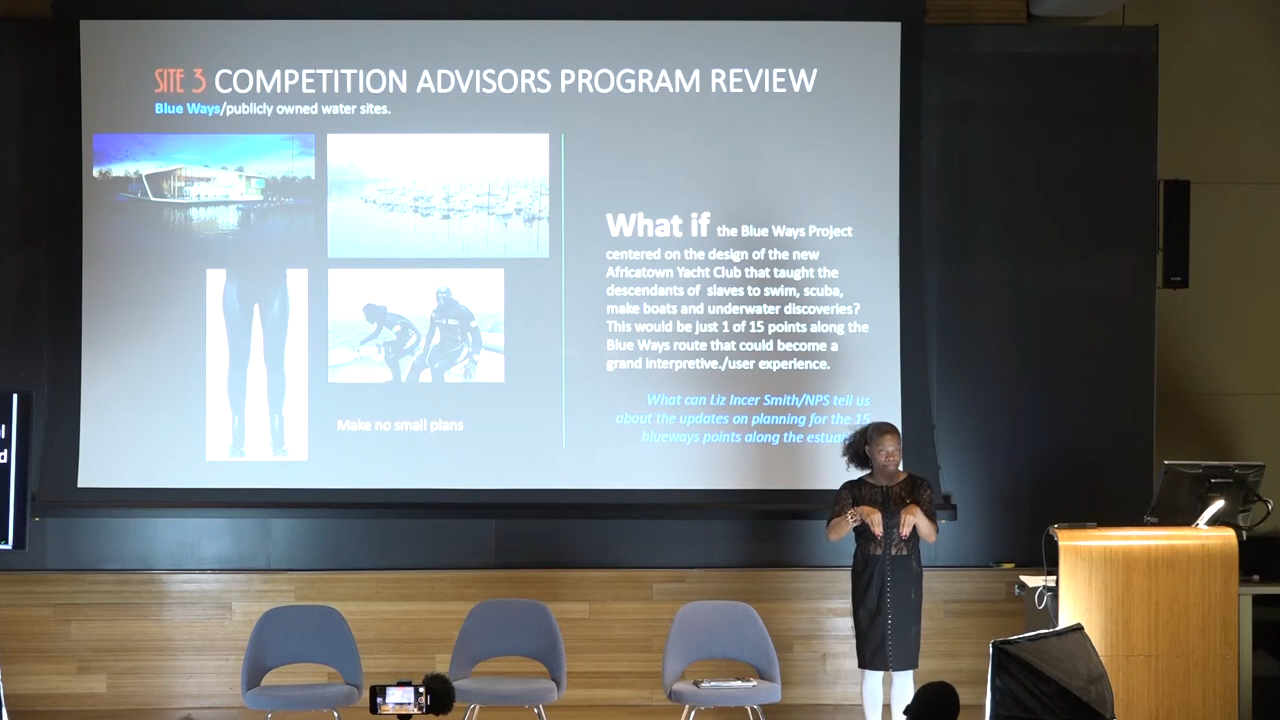 SITE 3 COMPETITION ADVISORS PROGRAM REVIEW
Blue Ways/publicly owned water sites.
What if the Blue Ways Project
centered on the design of the new
Africatown Yacht Club that taught the
descendants of slaves to swim, scuba,
make boats and underwater discoveries?
This would be just 1 of 15 points along the
Blue Ways route that could become a
grand interpretive./user experience.
What can Liz Incer Smith/NPS tell us
about the updates on planning for the 15
blueways points along the
Make no small plans